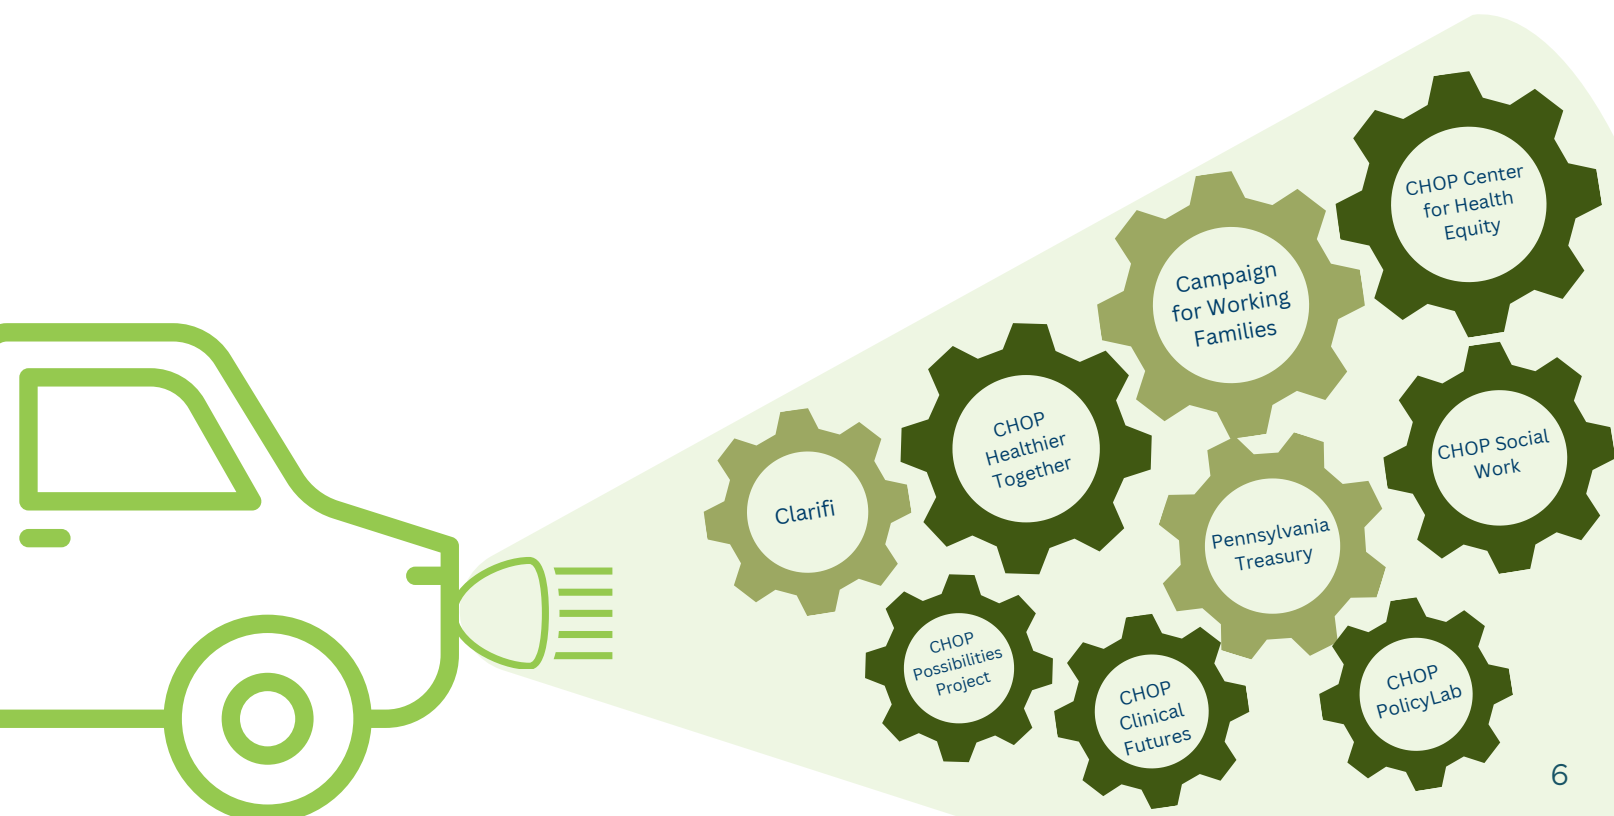 CHOP Center
for Health
Equity
Campaign
for Working
Families
CHOP
Healthier
Together
CHOP Social
Work
Clarifi
Pennsylvania
Treasury
CHOP
Possibilities
Project
CHOP
Clinical
Futures
CHOP
PolicyLab
6